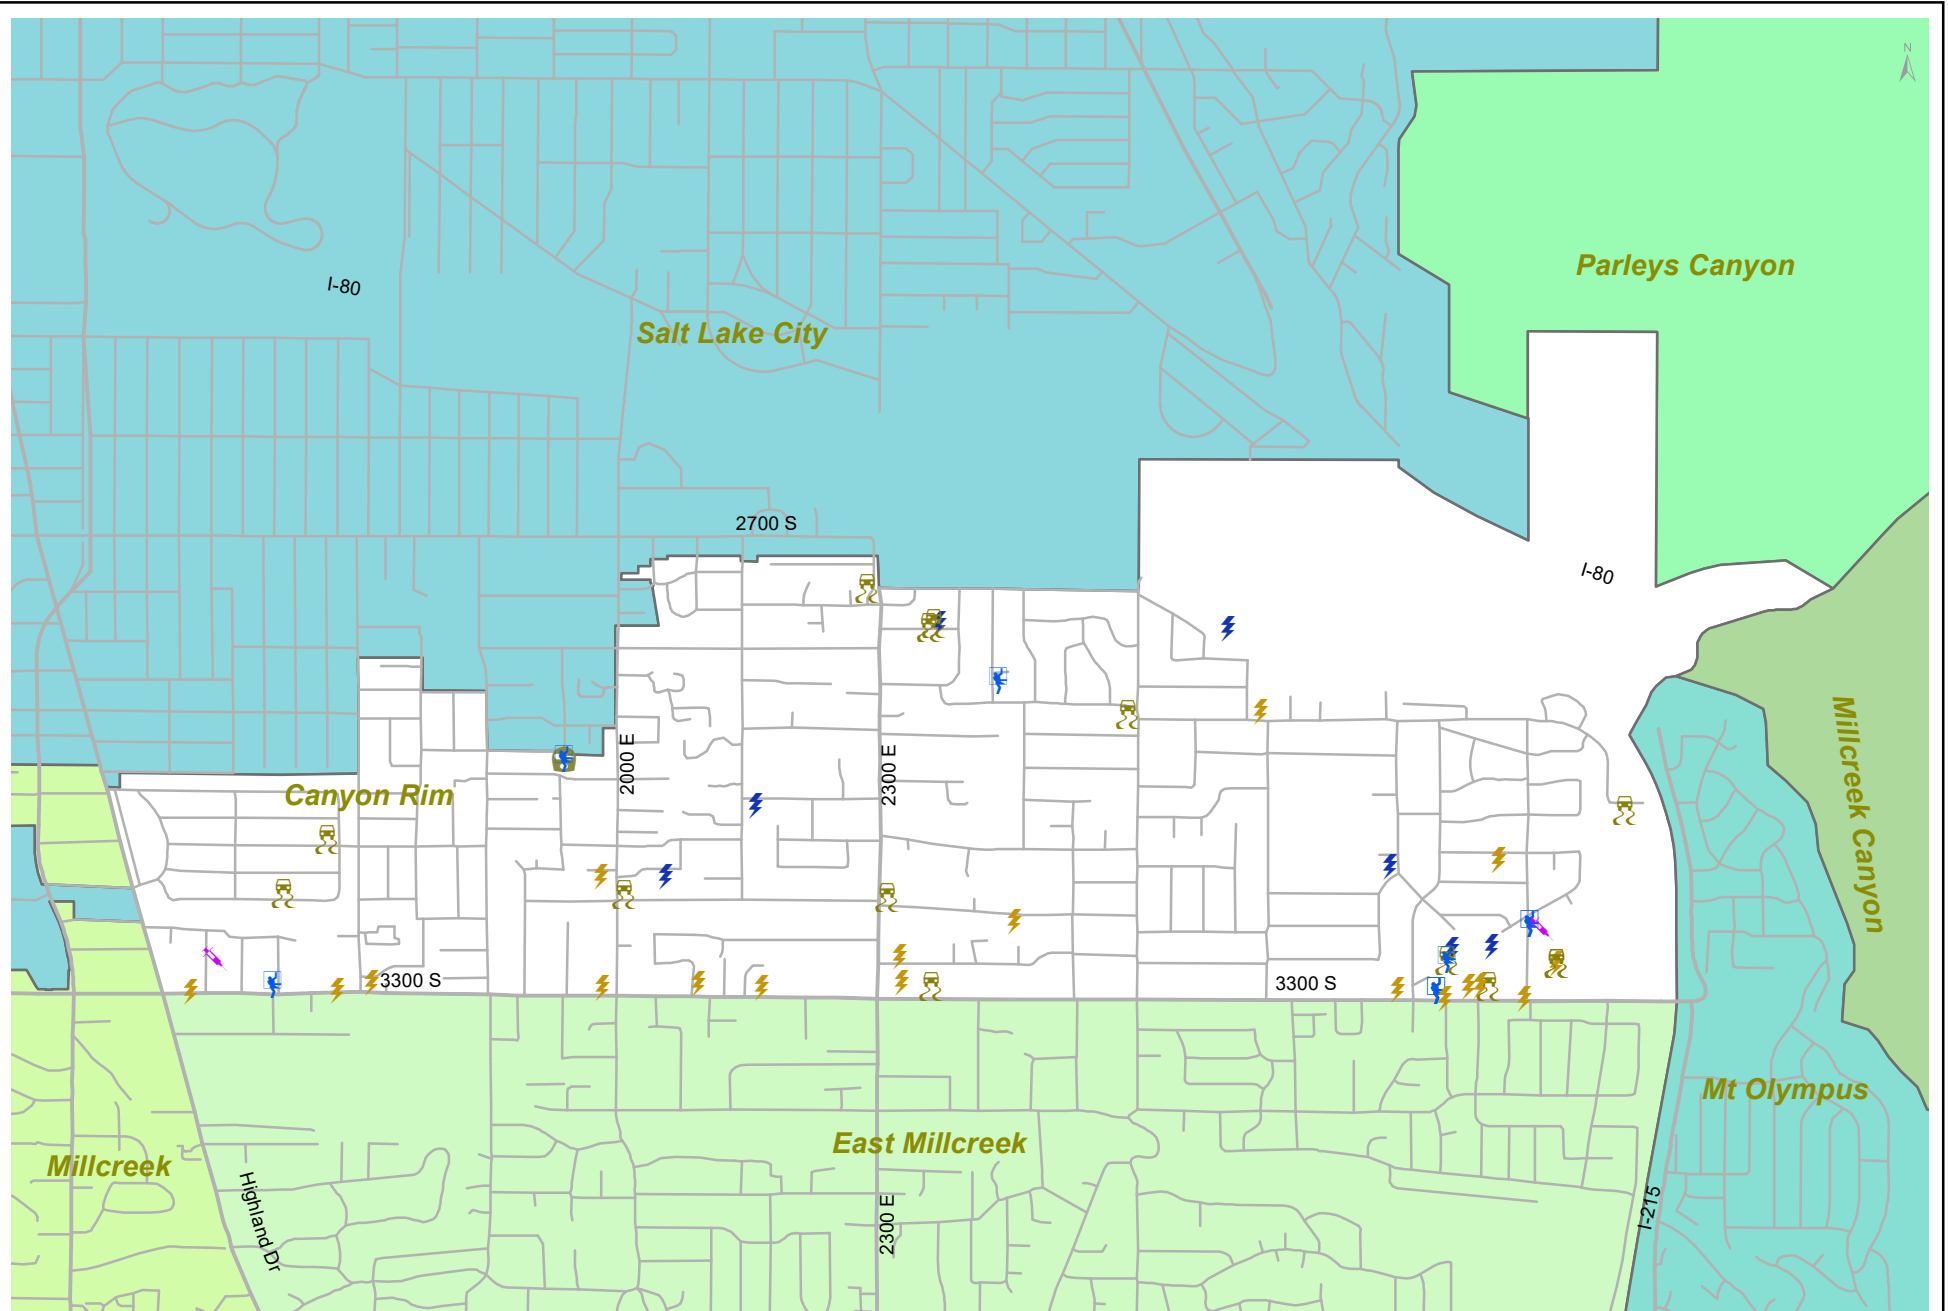 N
Parleys Canyon
I-80
Salt Lake City
2700 S
I-80
Millcreek Canyon
2000 E
2300 E
Canyon Rim
3300 S
3300 S
Mt Olympus
East Millcreek
Millcreek
Highland Dr
2300 E
I-215